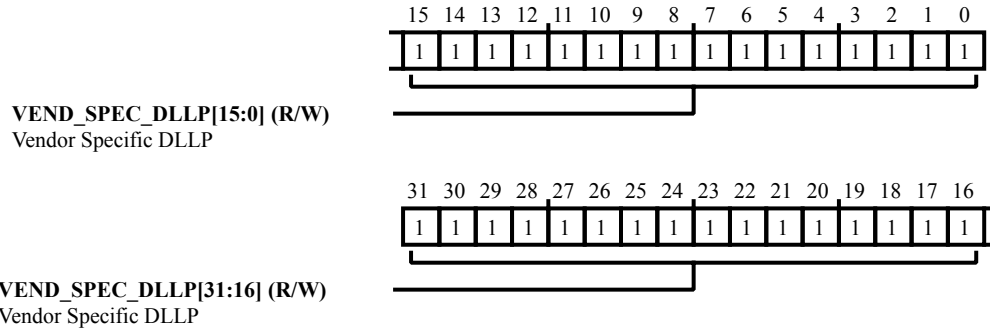 15 14 13 12 11 10 9 8 7 6 5 4 3 2 1 0
1 1 1 1 1 1 1 1 1 1 1 1 1 1 1 1
VEND_SPEC_DLLP[15:0] (R/W)
Vendor Specific DLLP
31 30 29 28 27 26 25 24 23 22 21 20 19 18 17 16
1 1 1 1 1 1 1 1 1 1 1 1 1 1 1 1
VEND_SPEC_DLLP[31:16] (R/W)
Vendor Specific DLLP